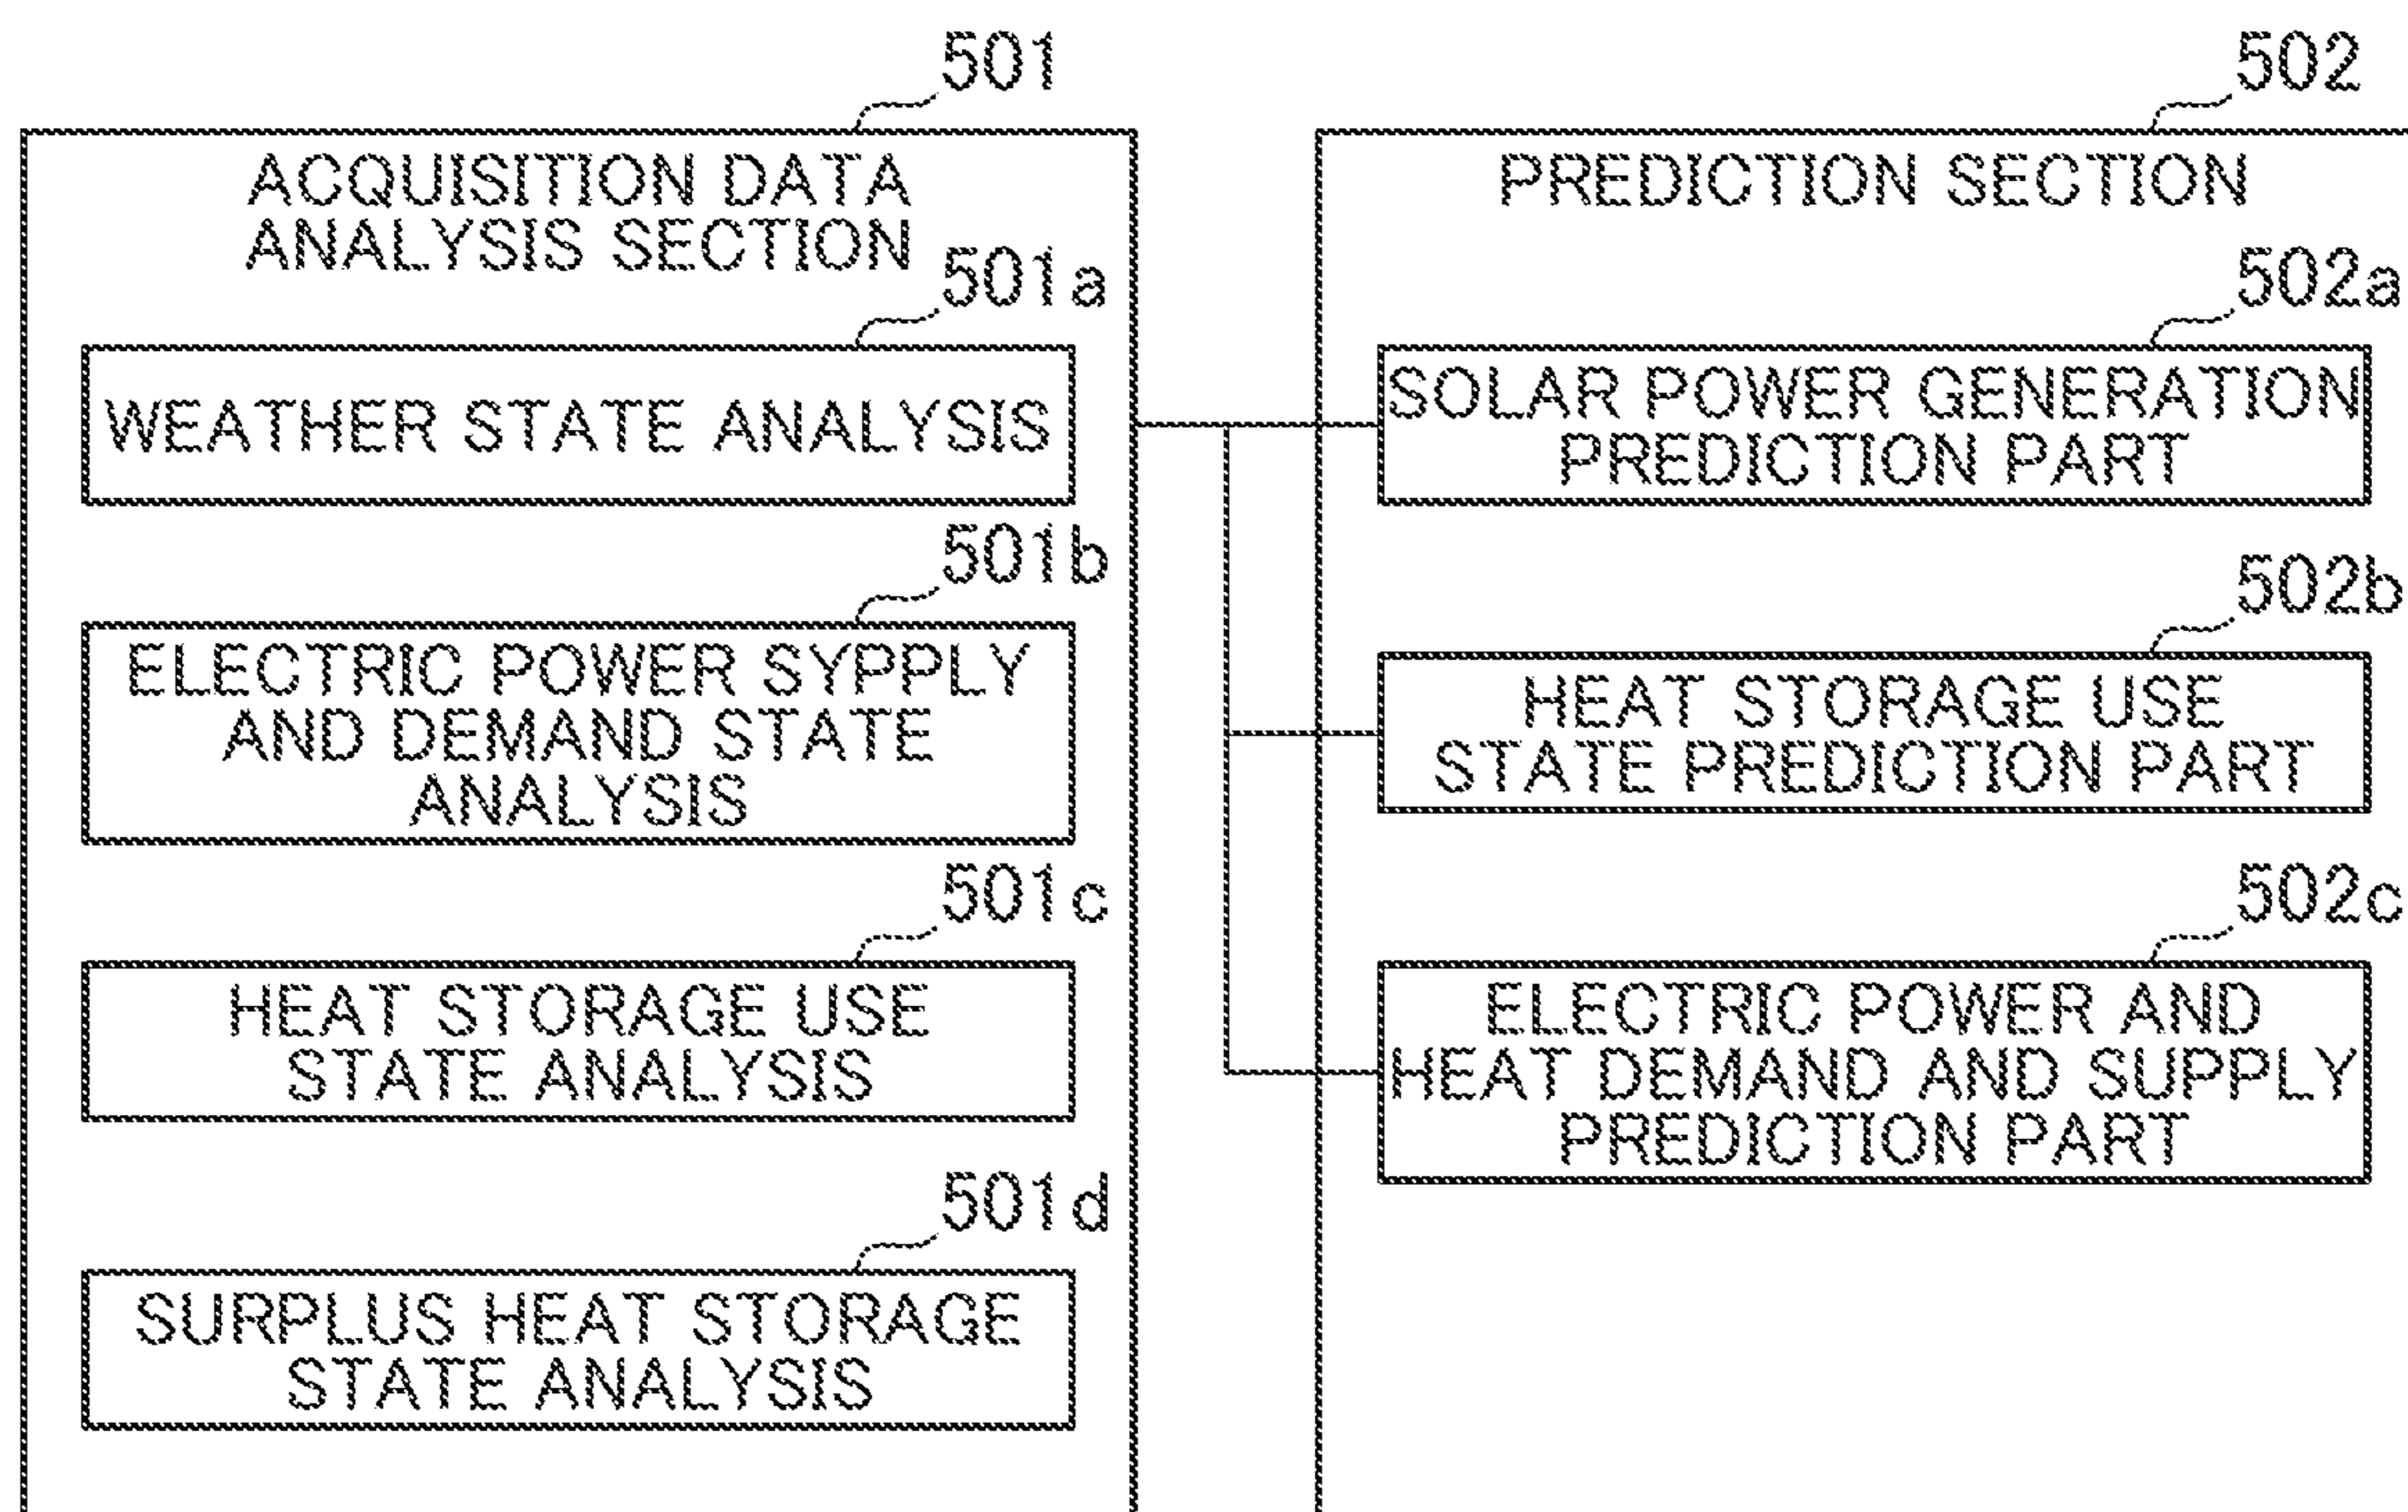 501
ACQUISITION DATA
ANALYSIS SECTION
501a
WEATHER STATE ANALYSIS
501b
ELECTRIC POWER SYPPLY
AND DEMAND STATE
ANALYSIS
501c
HEAT STORAGE USE
STATE ANALYSIS
501d
SURPLUS HEAT STORAGE
STATE ANALYSIS
502
PREDICTION SECTION
502a
SOLAR POWER GENERATION
PREDICTION PART
502b
HEAT STORAGE USE
STATE PREDICTION PART
502c
ELECTRIC POWER AND
HEAT DEMAND AND SUPPLY
PREDICTION PART